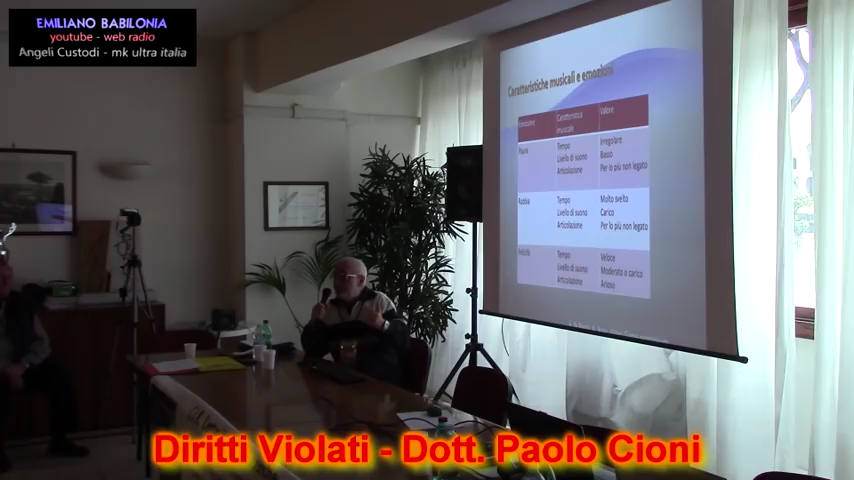 EMILIANO BABILONIA
youtube - web radio
Angeli Custodi - mk ultra italia
Caratteristiche musicali e emozioni
Emozione Caratteristica musicale Valore
Paura Tempo Irregolare
Livello di suono Basso
Articolazione Per lo più non legato
Rabbia Tempo Molto svelto
Livello di suono Carico
Articolazione Per lo più non legato
Felicità Tempo Veloce
Livello di suono Moderato o carico
Articolazione Arioso
Diritti Violati - Dott. Paolo Cioni